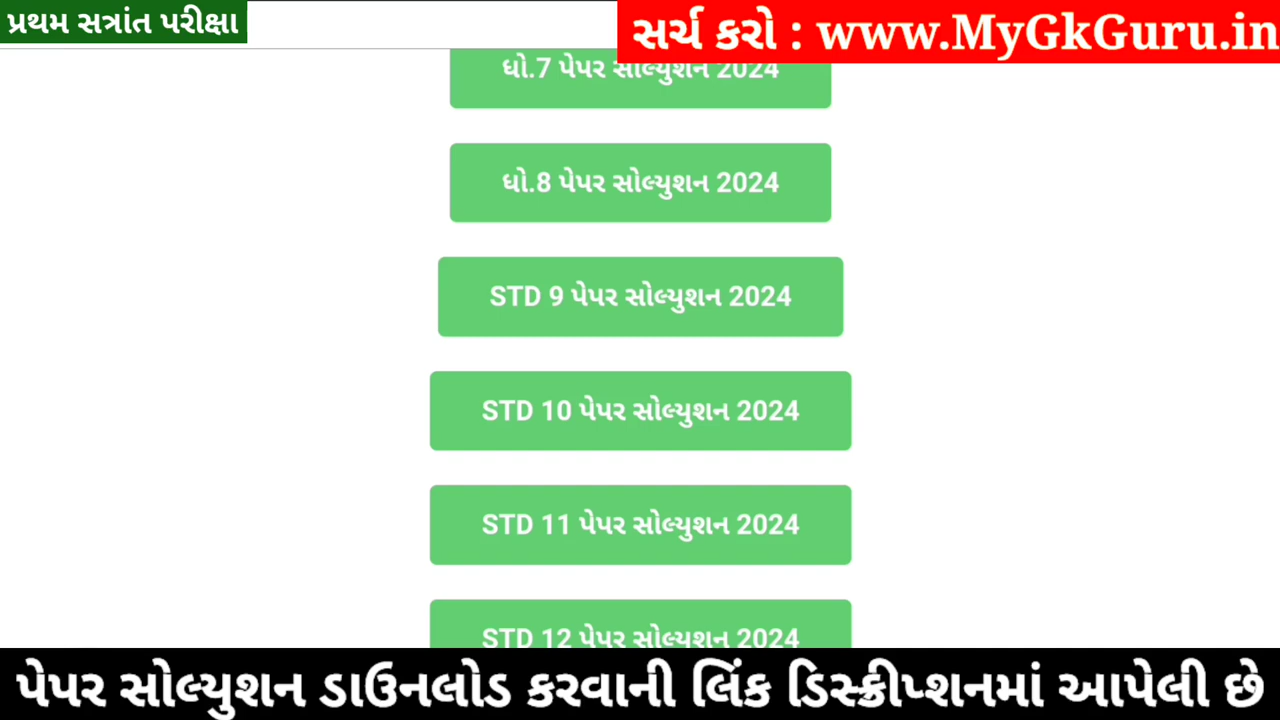 પ્રથમ સત્રાંત પરીક્ષા
સર્ચ કરો : www.MyGkGuru.in
ધો.7 પેપર સોલ્યુશન 2024
ધો.8 પેપર સોલ્યુશન 2024
STD 9 પેપર સોલ્યુશન 2024
STD 10 પેપર સોલ્યુશન 2024
STD 11 પેપર સોલ્યુશન 2024
STD 12 પેપર સોલ્યુશન 2024
પેપર સોલ્યુશન ડાઉનલોડ કરવાની લિંક ડિસ્ક્રીપ્શનમાં આપેલી છે